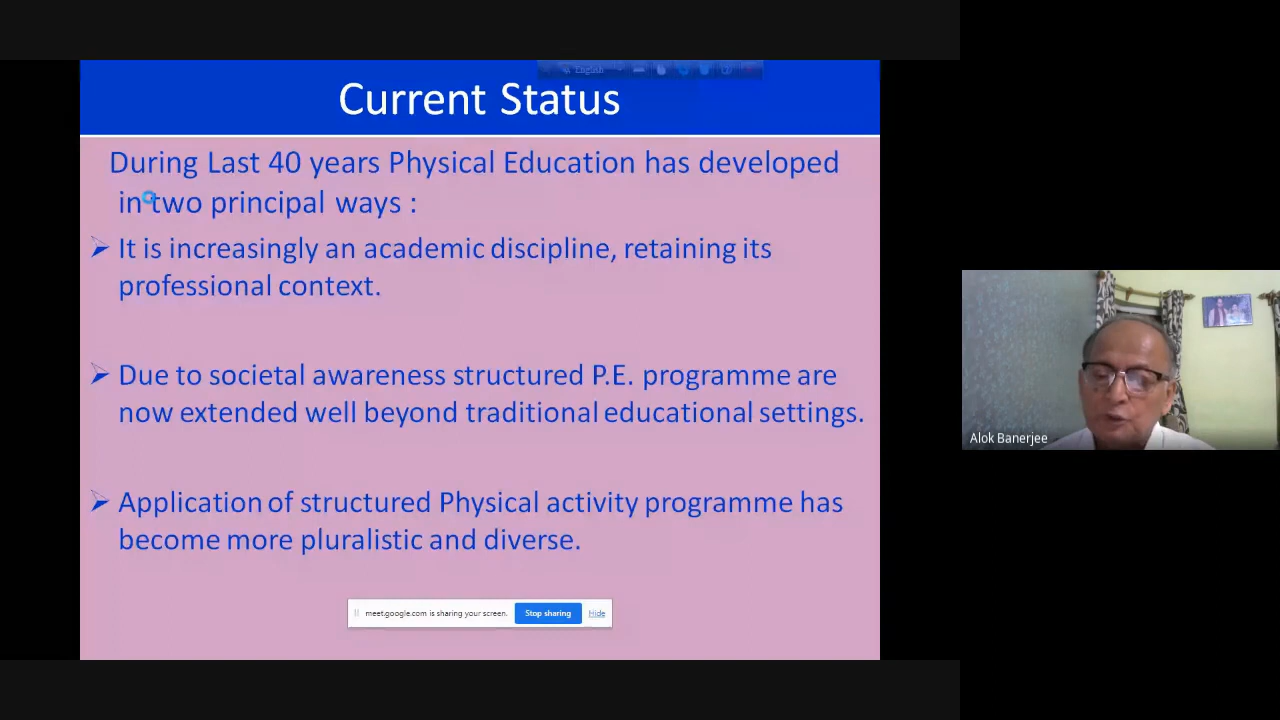 English
Current Status
During Last 40 years Physical Education has developed
in two principal ways :
It is increasingly an academic discipline, retaining its
professional context.
Due to societal awareness structured P.E. programme are
now extended well beyond traditional educational settings.
Application of structured Physical activity programme has
become more pluralistic and diverse.
meet.google.com is sharing your screen. Stop sharing Hide
Alok Banerjee